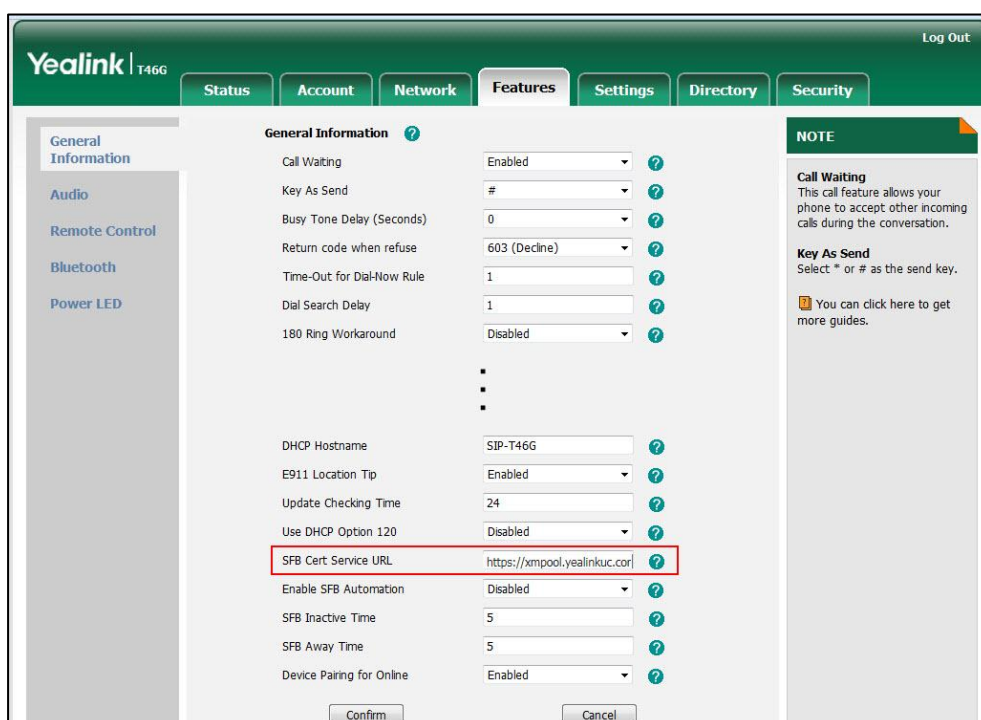 Log Out
Yealink | T46G
Status Account Network Features Settings Directory Security
General
Information
Audio
Remote Control
Bluetooth
Power LED
General Information ?
Call Waiting Enabled ?
Key As Send # ?
Busy Tone Delay (Seconds) 0 ?
Return code when refuse 603 (Decline) ?
Time-Out for Dial-Now Rule 1 ?
Dial Search Delay 1 ?
180 Ring Workaround Disabled ?
DHCP Hostname SIP-T46G ?
E911 Location Tip Enabled ?
Update Checking Time 24 ?
Use DHCP Option 120 Disabled ?
SFB Cert Service URL https://xmpool.yealinkuc.cor ?
Enable SFB Automation Disabled ?
SFB Inactive Time 5 ?
SFB Away Time 5 ?
Device Pairing for Online Enabled ?
Confirm Cancel
NOTE
Call Waiting
This call feature allows your
phone to accept other incoming
calls during the conversation.
Key As Send
Select * or # as the send key.
? You can click here to get
more guides.